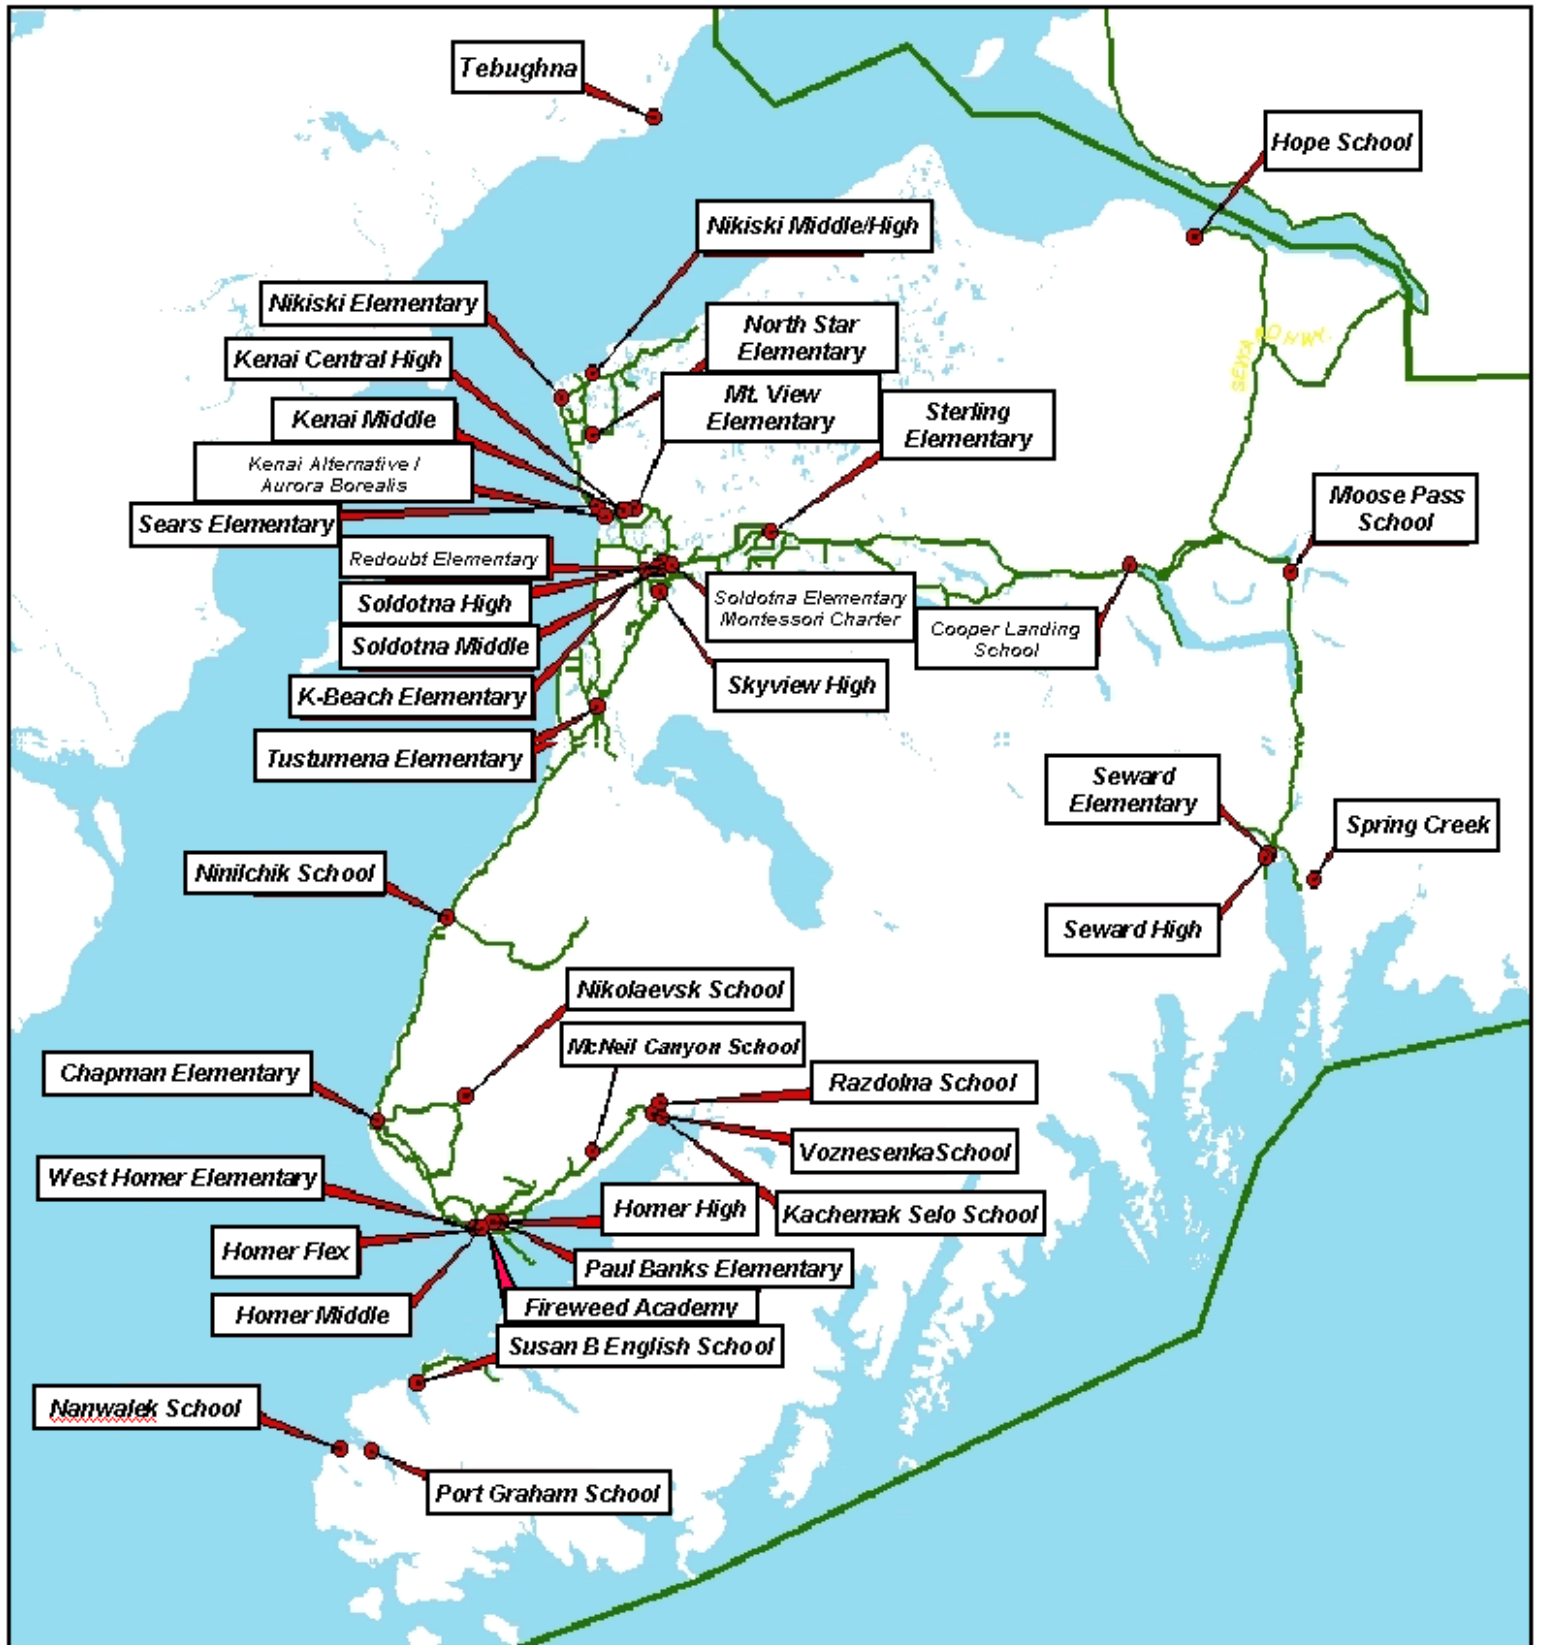 Tebughna
Hope School
Nikiski Middle/High
Nikiski Elementary
North Star
Elementary
Kenai Central High
Mt. View
Elementary
Sterling
Elementary
Kenai Middle
Kenai Alternative /
Aurora Borealis
SEWARD HWY.
Moose Pass
School
Sears Elementary
Redoubt Elementary
Soldotna High
Soldotna Elementary
Montessori Charter
Cooper Landing
School
Soldotna Middle
K-Beach Elementary
Skyview High
Tustumena Elementary
Seward
Elementary
Spring Creek
Ninilchik School
Seward High
Nikolaevsk School
McNeil Canyon School
Chapman Elementary
Razdolna School
VoznesenkaSchool
West Homer Elementary
Homer High
Kachemak Selo School
Homer Flex
Paul Banks Elementary
Homer Middle
Fireweed Academy
Susan B English School
Nanwalek School
Port Graham School